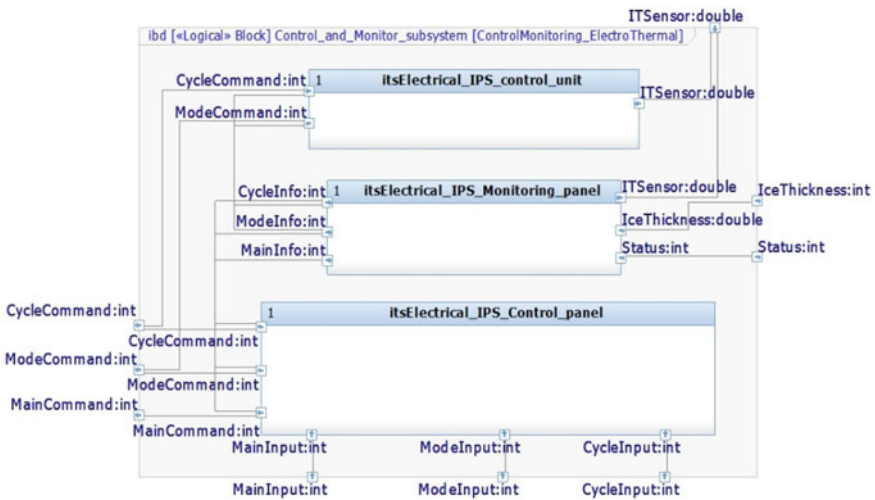 ITSensor:double
ibd [«Logical» Block] Control_and_Monitor_subsystem [ControlMonitoring_ElectroThermal]
CycleCommand:int
1 itsElectrical_IPS_control_unit
ITSensor:double
ModeCommand:int
CycleInfo:int
1 itsElectrical_IPS_Monitoring_panel
ITSensor:double
IceThickness:int
ModeInfo:int
IceThickness:double
MainInfo:int
Status:int
Status:int
CycleCommand:int
1 itsElectrical_IPS_Control_panel
CycleCommand:int
ModeCommand:int
ModeCommand:int
MainCommand:int
MainCommand:int
MainInput:int
ModeInput:int
CycleInput:int
MainInput:int
ModeInput:int
CycleInput:int